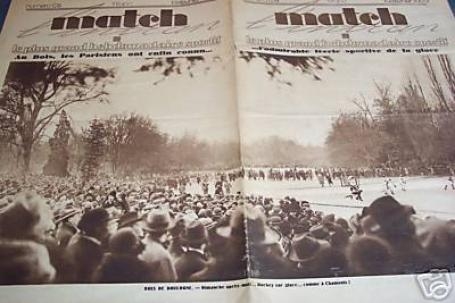 match match
le plus grand hebdomadaire sportif le plus grand hebdomadaire sportif
Au Bois, les Parisiens ont enfin connu... ...l'admirable féerie sportive de la glace
BOIS DE BOULOGNE. — Dimanche après-midi... Hockey sur glace... comme à Chamonix !